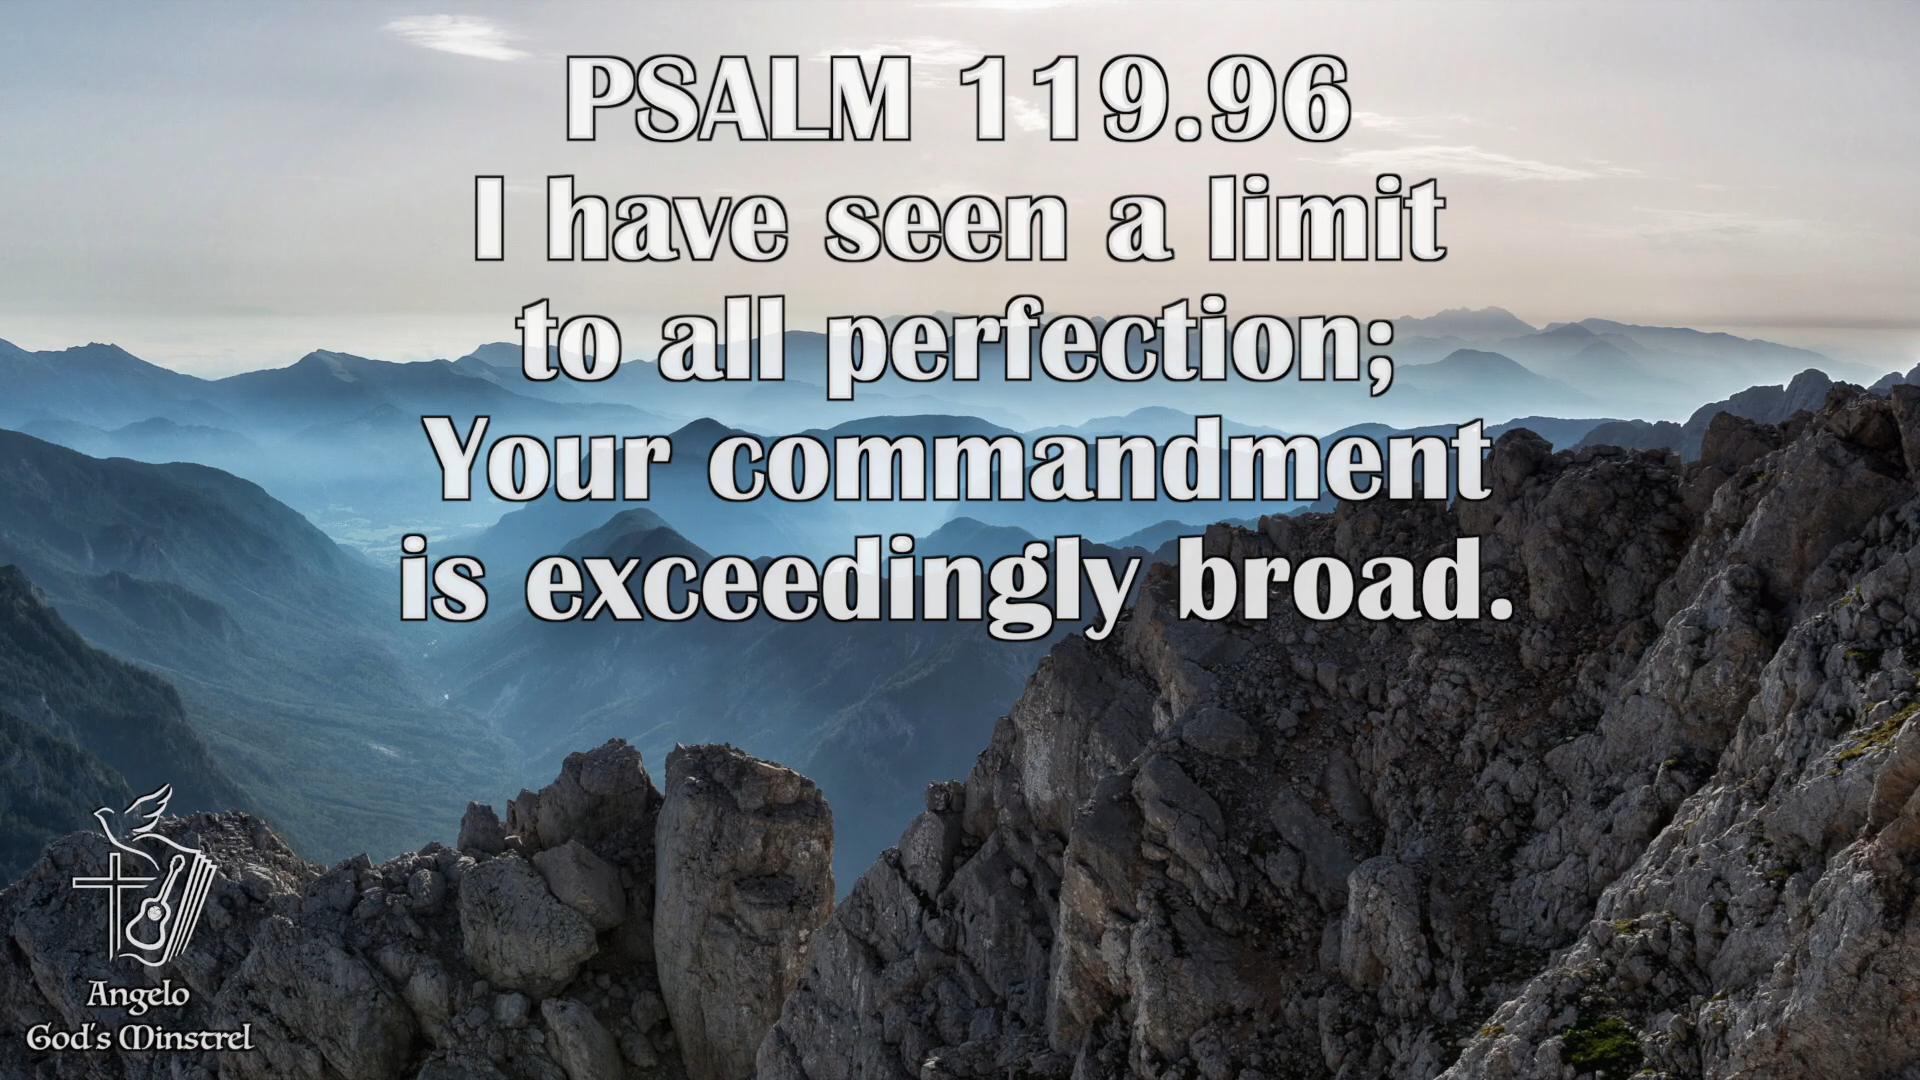 PSALM 119.96
I have seen a limit
to all perfection;
Your commandment
is exceedingly broad.
Angelo
God's Minstrel